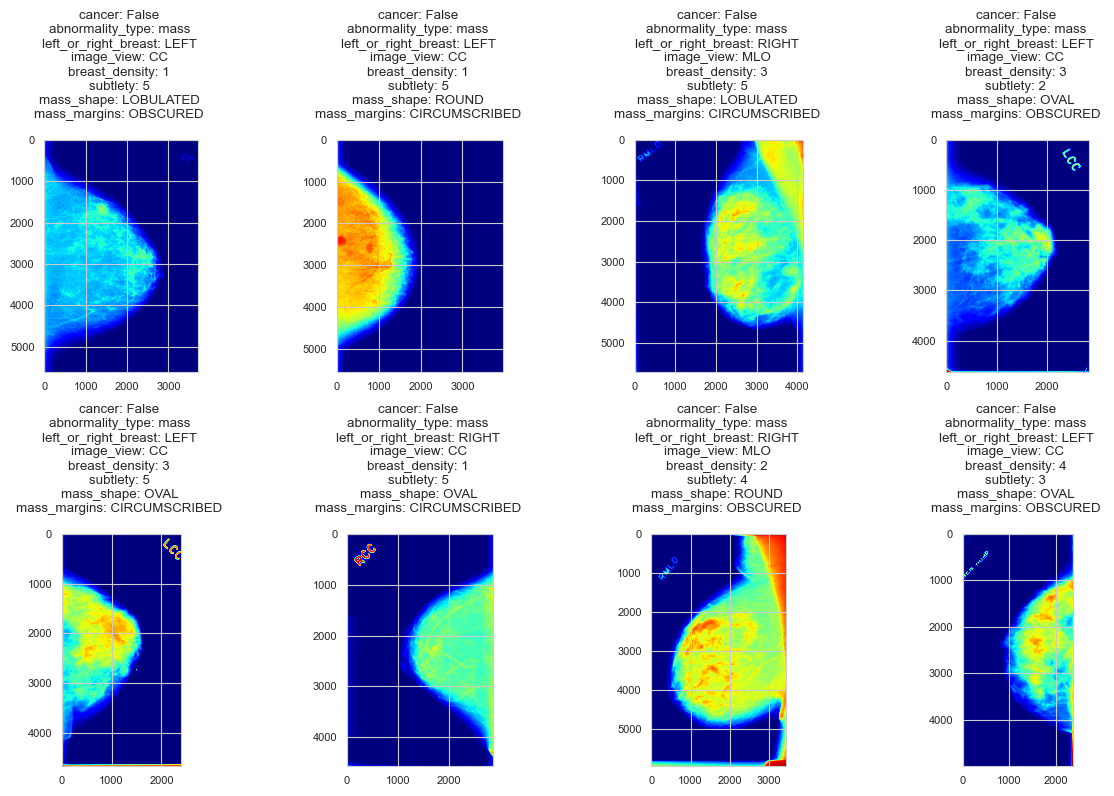 cancer: False
abnormality_type: mass
left_or_right_breast: LEFT
image_view: CC
breast_density: 1
subtlety: 5
mass_shape: LOBULATED
mass_margins: OBSCURED
0
1000
2000
3000
4000
5000
0 1000 2000 3000
cancer: False
abnormality_type: mass
left_or_right_breast: LEFT
image_view: CC
breast_density: 1
subtlety: 5
mass_shape: ROUND
mass_margins: CIRCUMSCRIBED
0
1000
2000
3000
4000
5000
0 1000 2000 3000
cancer: False
abnormality_type: mass
left_or_right_breast: RIGHT
image_view: MLO
breast_density: 3
subtlety: 5
mass_shape: LOBULATED
mass_margins: CIRCUMSCRIBED
RMLO
0
1000
2000
3000
4000
5000
0 1000 2000 3000 4000
cancer: False
abnormality_type: mass
left_or_right_breast: LEFT
image_view: CC
breast_density: 3
subtlety: 2
mass_shape: OVAL
mass_margins: OBSCURED
LCC
0
1000
2000
3000
4000
0 1000 2000
cancer: False
abnormality_type: mass
left_or_right_breast: LEFT
image_view: CC
breast_density: 3
subtlety: 5
mass_shape: OVAL
mass_margins: CIRCUMSCRIBED
LCC
0
1000
2000
3000
4000
0 1000 2000
cancer: False
abnormality_type: mass
left_or_right_breast: RIGHT
image_view: CC
breast_density: 1
subtlety: 5
mass_shape: OVAL
mass_margins: CIRCUMSCRIBED
RCC
0
1000
2000
3000
4000
0 1000 2000
cancer: False
abnormality_type: mass
left_or_right_breast: RIGHT
image_view: MLO
breast_density: 2
subtlety: 4
mass_shape: ROUND
mass_margins: OBSCURED
RMLO
0
1000
2000
3000
4000
5000
0 1000 2000 3000
cancer: False
abnormality_type: mass
left_or_right_breast: LEFT
image_view: CC
breast_density: 4
subtlety: 3
mass_shape: OVAL
mass_margins: OBSCURED
0
1000
2000
3000
4000
0 1000 2000